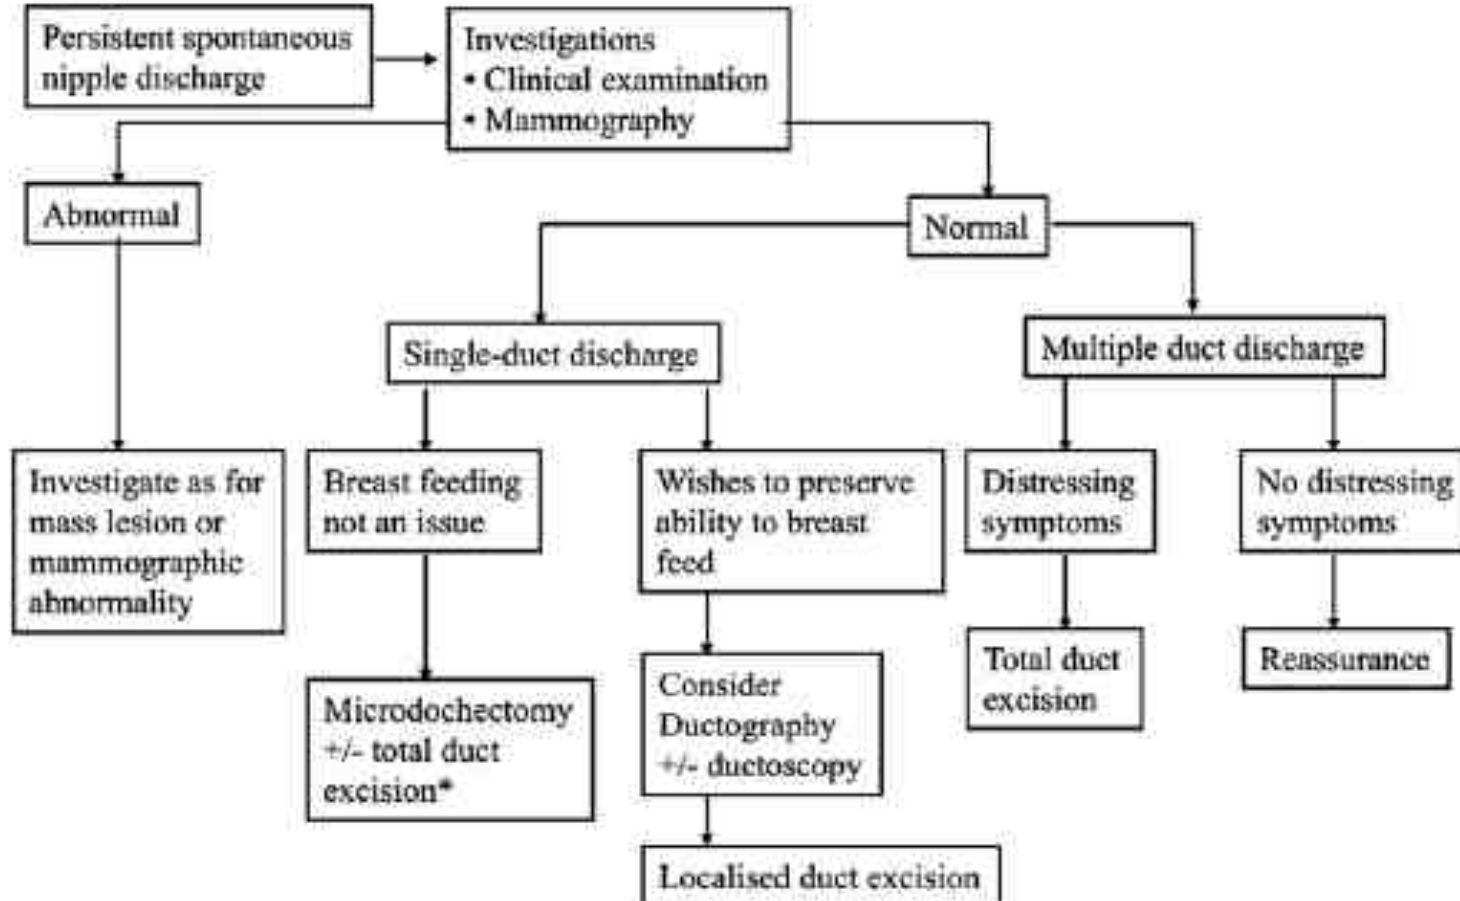 Persistent spontaneous
nipple discharge
Investigations
• Clinical examination
• Mammography
Abnormal
Normal
Single-duct discharge
Multiple duct discharge
Investigate as for
mass lesion or
mammographic
abnormality
Breast feeding
not an issue
Wishes to preserve
ability to breast
feed
Distressing
symptoms
No distressing
symptoms
Microdochectomy
+/- total duct
excision*
Consider
Ductography
+/- ductoscopy
Total duct
excision
Reassurance
Localised duct excision